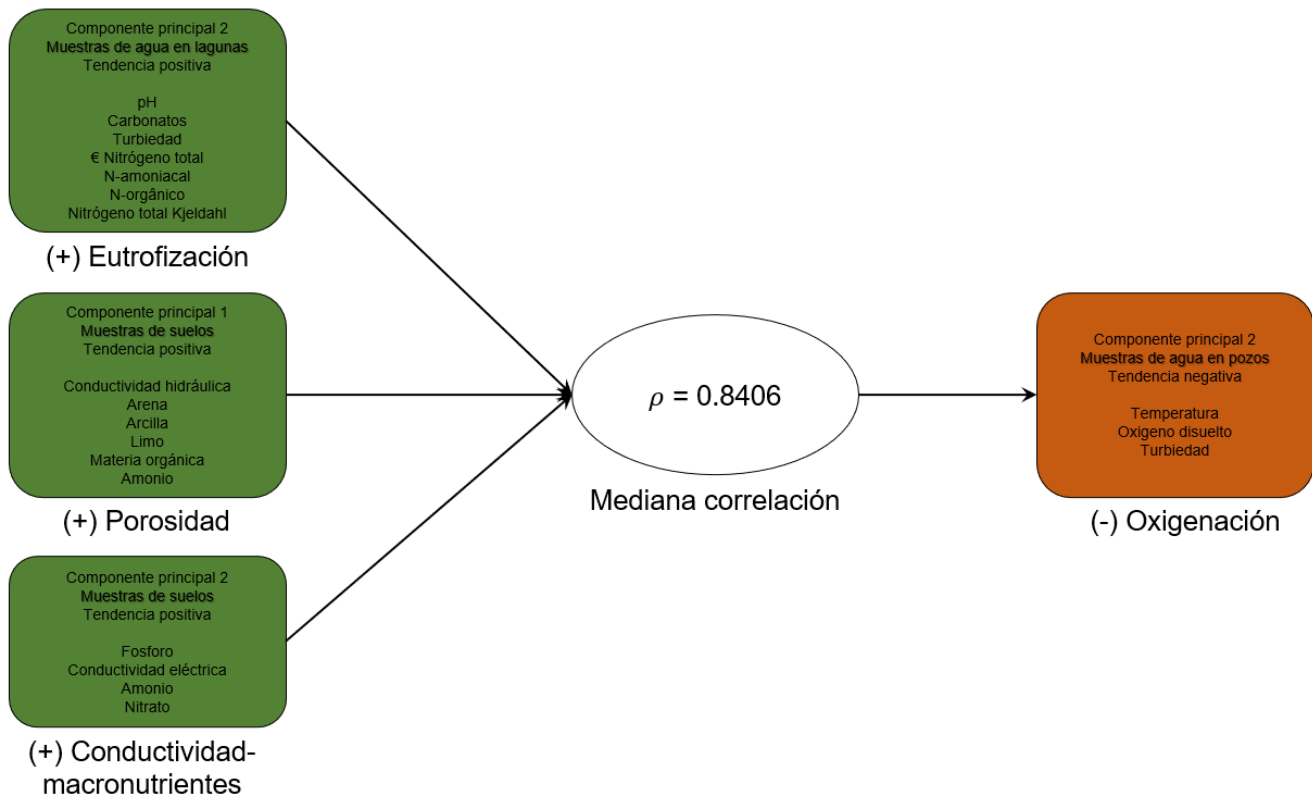 Componente principal 2
Muestras de agua en lagunas
Tendencia positiva
pH
Carbonatos
Turbiedad
€ Nitrógeno total
N-amoniacal
N-orgânico
Nitrógeno total Kjeldahl
(+) Eutrofización
Componente principal 1
Muestras de suelos
Tendencia positiva
Conductividad hidráulica
Arena
Arcilla
Limo
Materia orgánica
Amonio
(+) Porosidad
Componente principal 2
Muestras de suelos
Tendencia positiva
Fosforo
Conductividad eléctrica
Amonio
Nitrato
(+) Conductividad-
macronutrientes
𝜌 = 0.8406
Mediana correlación
Componente principal 2
Muestras de agua en pozos
Tendencia negativa
Temperatura
Oxigeno disuelto
Turbiedad
(-) Oxigenación